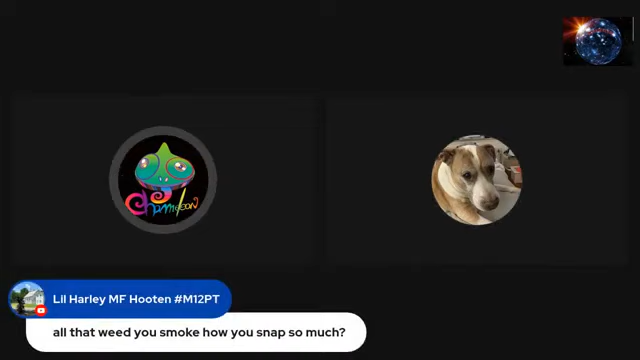 Chameleon
Lil Harley MF Hooten #M12PT
all that weed you smoke how you snap so much?